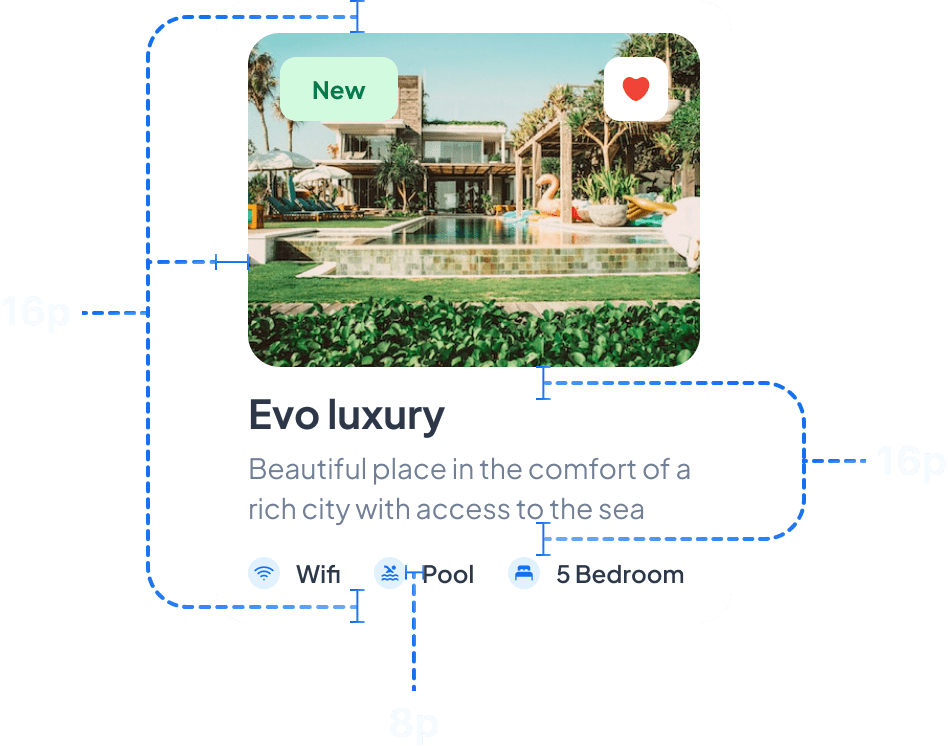 New
16p
Evo luxury
Beautiful place in the comfort of a
rich city with access to the sea
16p
Wifi Pool 5 Bedroom
8p